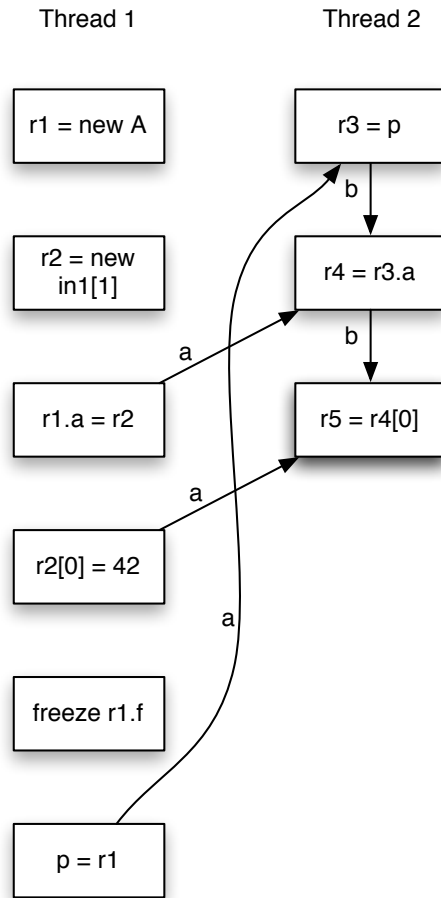 Thread 1
Thread 2
r1 = new A
r3 = p
r2 = new
in1[1]
b
r4 = r3.a
a
b
r1.a = r2
r5 = r4[0]
a
r2[0] = 42
a
freeze r1.f
p = r1